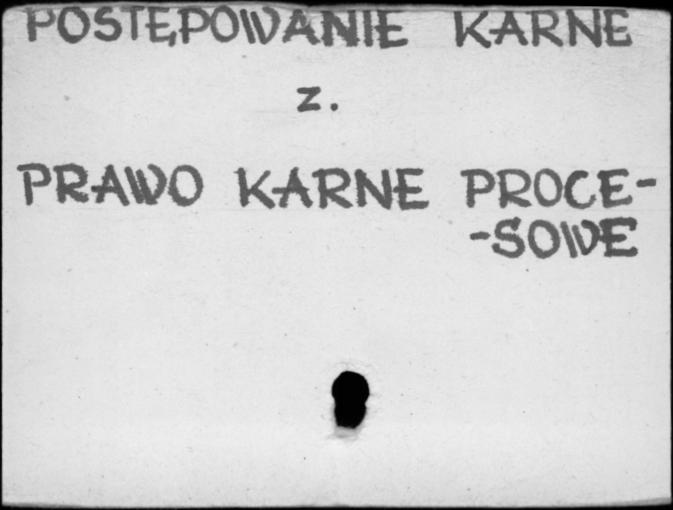 POSTĘPOWANIE KARNE
z.
PRAWO KARNE PROCE-
-SOWE